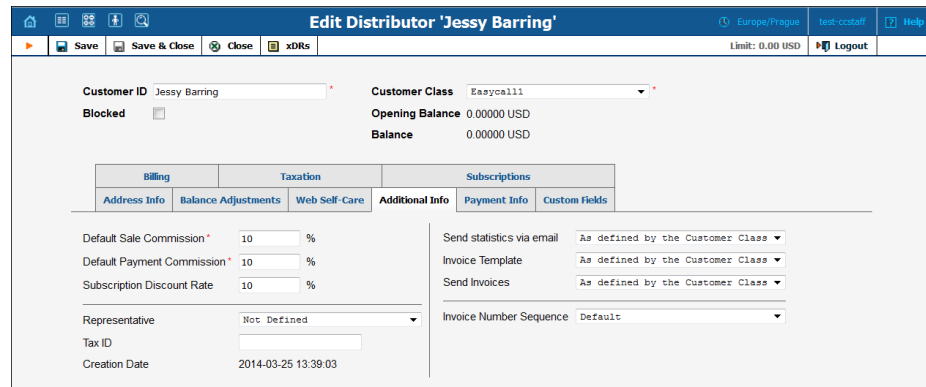 Edit Distributor 'Jessy Barring' Europe/Prague test-ccstaff Help
Save Save & Close Close xDRs Limit: 0.00 USD Logout
Customer ID Jessy Barring * Customer Class Easycall1 *
Blocked Opening Balance 0.00000 USD
Balance 0.00000 USD
Billing Taxation Subscriptions
Address Info Balance Adjustments Web Self-Care Additional Info Payment Info Custom Fields
Default Sale Commission * 10 % Send statistics via email As defined by the Customer Class
Default Payment Commission * 10 % Invoice Template As defined by the Customer Class
Subscription Discount Rate 10 % Send Invoices As defined by the Customer Class
Representative Not Defined Invoice Number Sequence Default
Tax ID
Creation Date 2014-03-25 13:39:03